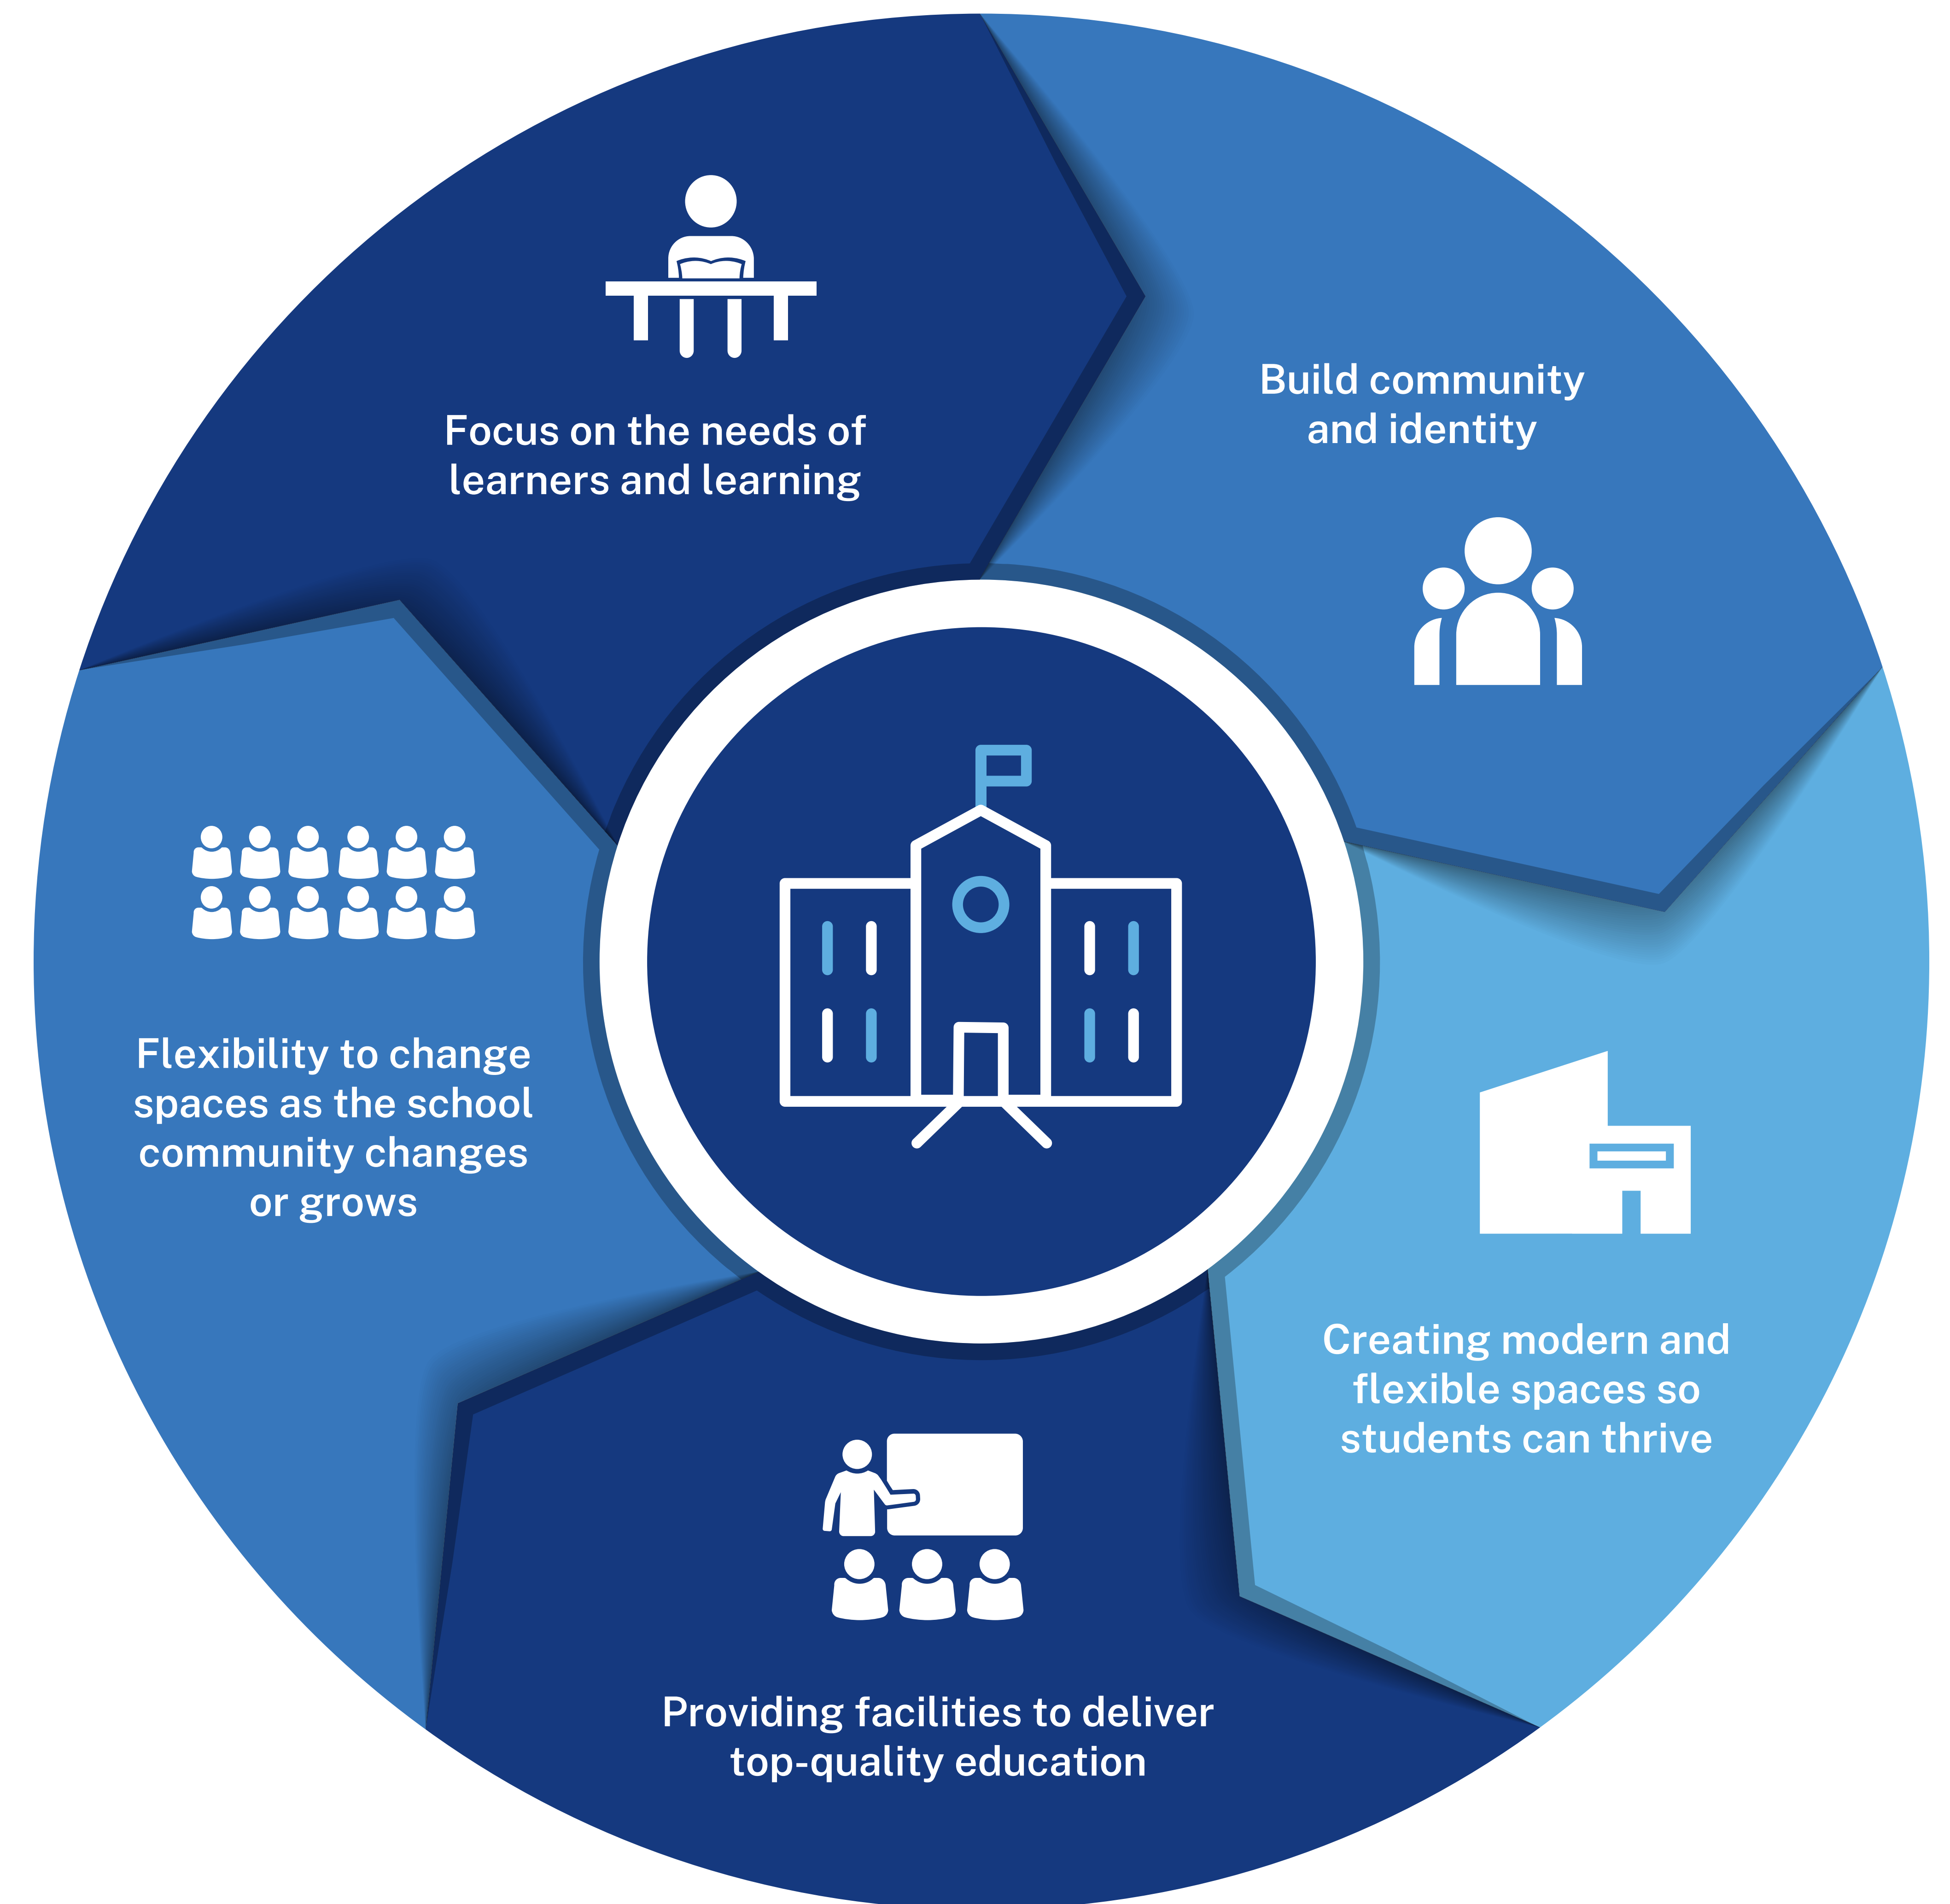 Focus on the needs of
learners and learning
Build community
and identity
Creating modern and
flexible spaces so
students can thrive
Providing facilities to deliver
top-quality education
Flexibility to change
spaces as the school
community changes
or grows